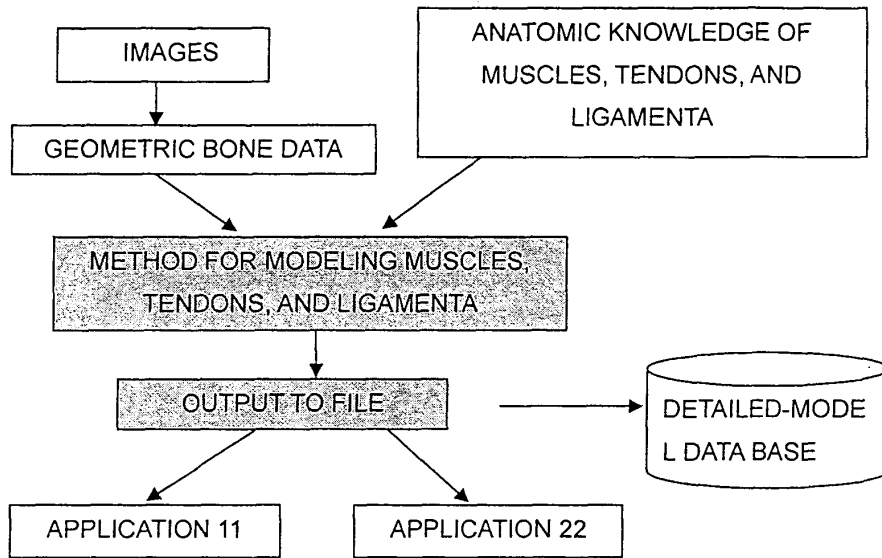 IMAGES
ANATOMIC KNOWLEDGE OF
MUSCLES, TENDONS, AND
LIGAMENTA
GEOMETRIC BONE DATA
METHOD FOR MODELING MUSCLES,
TENDONS, AND LIGAMENTA
OUTPUT TO FILE
DETAILED-MODE
L DATA BASE
APPLICATION 11
APPLICATION 22